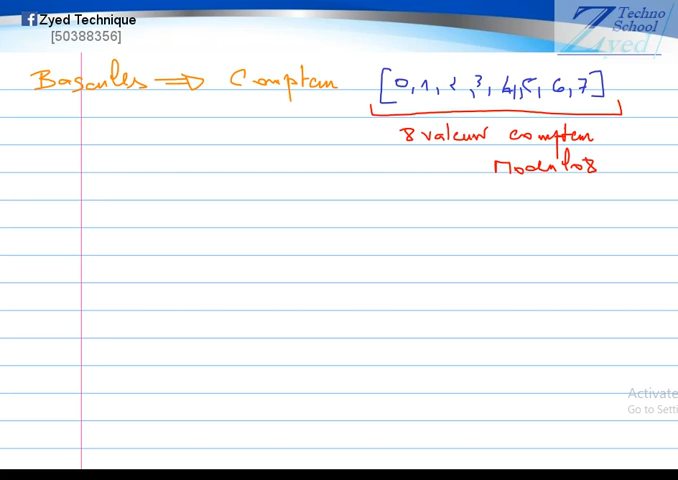 Zyed Technique
[50388356]
Techno
School
Zyed
Bascules ⇒ Compteur [0, 1, 2, 3, 4, 5, 6, 7]
8 valeur compteur
Modulo 8
Activate
Go to Setti